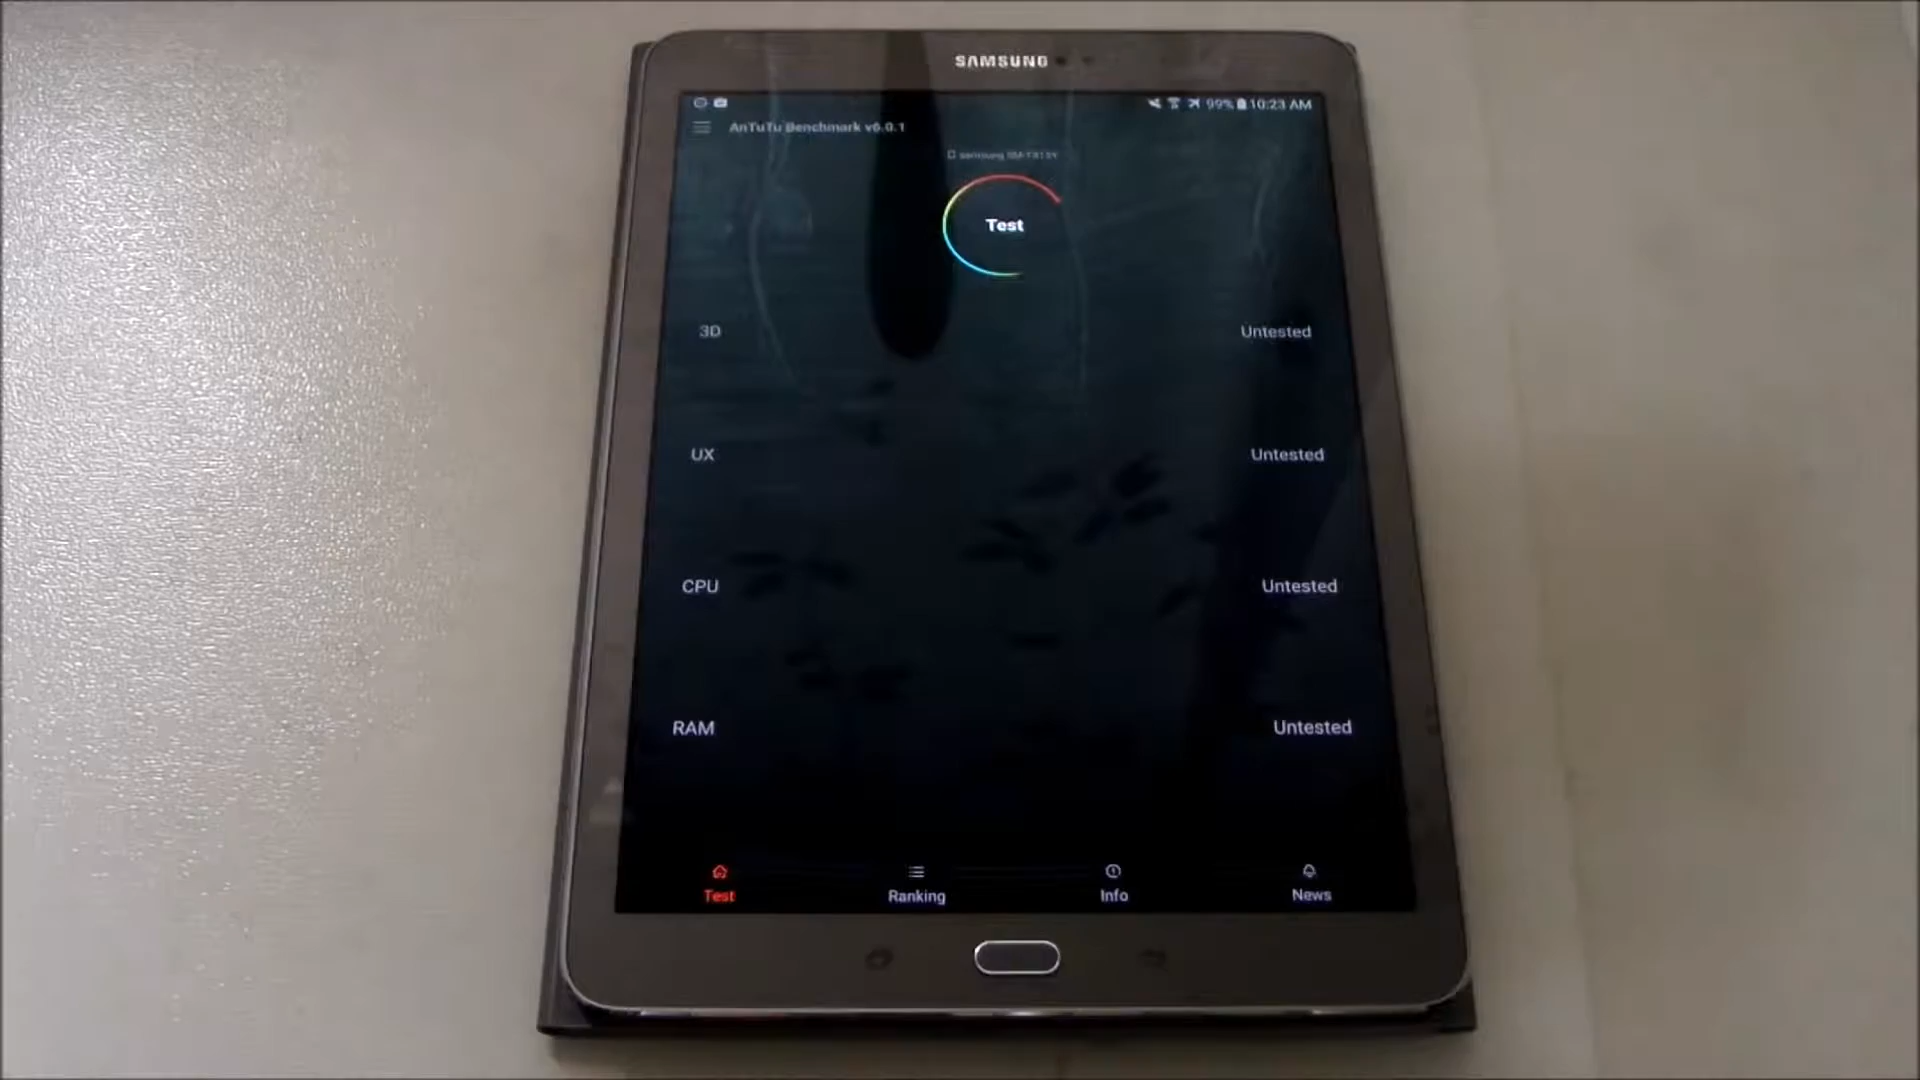 SAMSUNG
99% 10:23 AM
AnTuTu Benchmark v6.0.1
samsung
Test
3D Untested
UX Untested
CPU Untested
RAM Untested
Test Ranking Info News